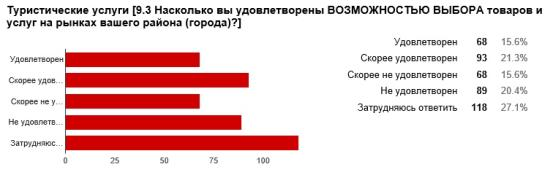 Туристические услуги [9.3 Насколько вы удовлетворены ВОЗМОЖНОСТЬЮ ВЫБОРА товаров и
услуг на рынках вашего района (города)?]
Удовлетворен
Скорее удов…
Скорее не у…
Не удовлетв…
Затрудняюс…
0 25 50 75 100
Удовлетворен 68 15.6%
Скорее удовлетворен 93 21.3%
Скорее не удовлетворен 68 15.6%
Не удовлетворен 89 20.4%
Затрудняюсь ответить 118 27.1%